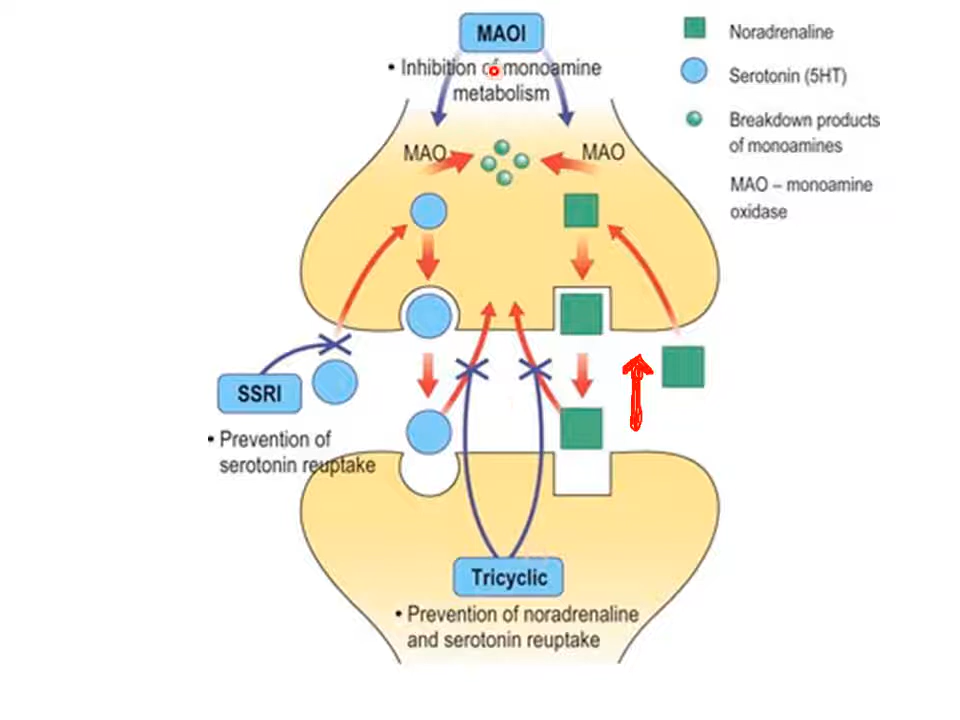 MAOI
• Inhibition of monoamine
metabolism
MAO
MAO
Noradrenaline
Serotonin (5HT)
Breakdown products
of monoamines
MAO – monoamine
oxidase
SSRI
• Prevention of
serotonin reuptake
Tricyclic
• Prevention of noradrenaline
and serotonin reuptake